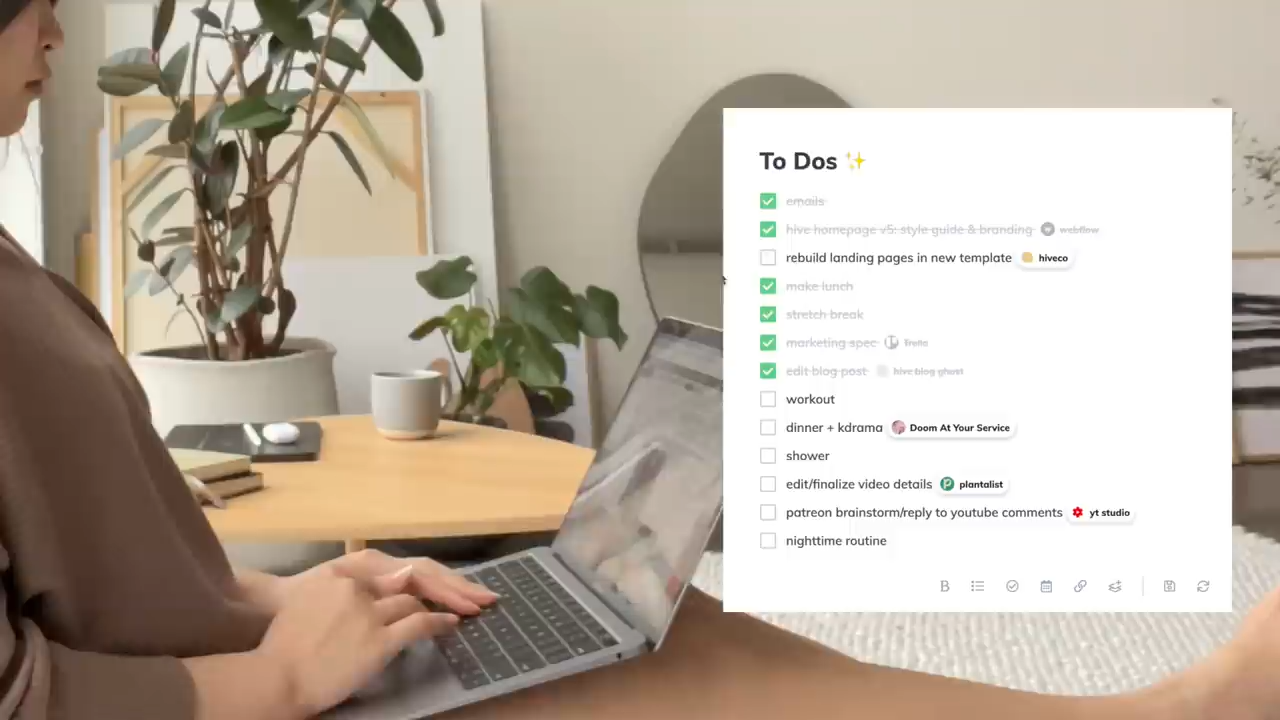 To Dos ✨
emails
hive homepage v5: style guide & branding webflow
rebuild landing pages in new template hiveco
make lunch
stretch break
marketing spec Trello
edit blog post hive blog ghost
workout
dinner + kdrama Doom At Your Service
shower
edit/finalize video details plantalist
patreon brainstorm/reply to youtube comments yt studio
nighttime routine
B